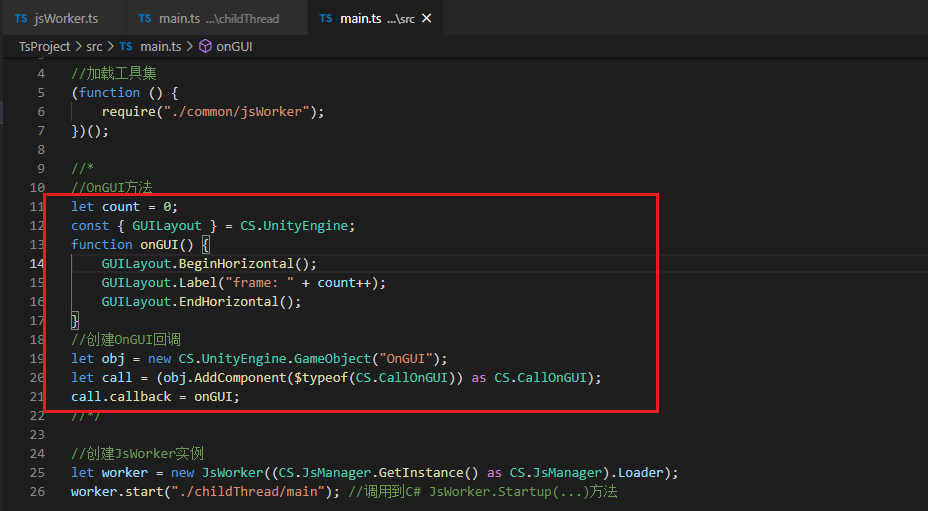 TS jsWorker.ts TS main.ts ...\childThread TS main.ts ...\src ×
TsProject > src > TS main.ts > onGUI
4 //加载工具集
5 (function () {
6 require("./common/jsWorker");
7 })();
8
9 //*
10 //OnGUI方法
11 let count = 0;
12 const { GUILayout } = CS.UnityEngine;
13 function onGUI() {
14 GUILayout.BeginHorizontal();
15 GUILayout.Label("frame: " + count++);
16 GUILayout.EndHorizontal();
17 }
18 //创建OnGUI回调
19 let obj = new CS.UnityEngine.GameObject("OnGUI");
20 let call = (obj.AddComponent($typeof(CS.CallOnGUI)) as CS.CallOnGUI);
21 call.callback = onGUI;
22 //*/
23
24 //创建JsWorker实例
25 let worker = new JsWorker((CS.JsManager.GetInstance() as CS.JsManager).Loader);
26 worker.start("./childThread/main"); //调用到C# JsWorker.Startup(...)方法